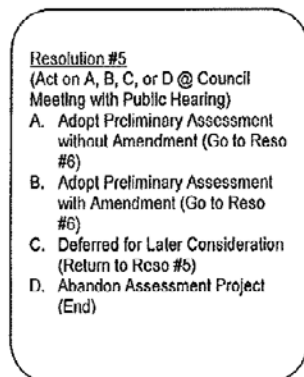 Resolution #5
(Act on A, B, C, or D @ Council
Meeting with Public Hearing)
A. Adopt Preliminary Assessment
without Amendment (Go to Reso
#6)
B. Adopt Preliminary Assessment
with Amendment (Go to Reso
#6)
C. Deferred for Later Consideration
(Return to Reso #5)
D. Abandon Assessment Project
(End)